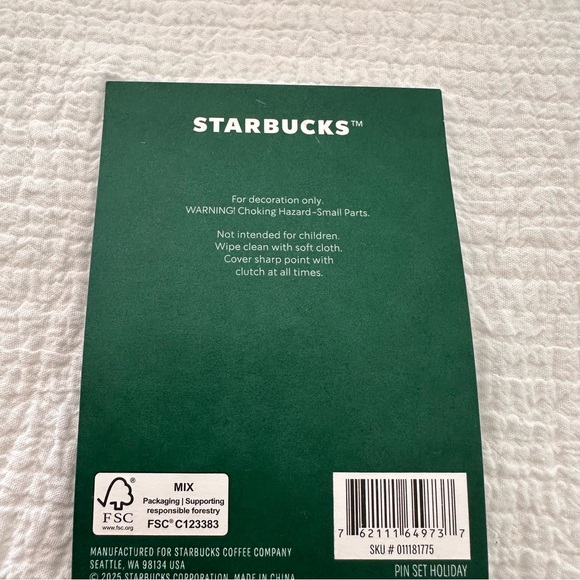 STARBUCKS™
For decoration only.
WARNING! Choking Hazard–Small Parts.
Not intended for children.
Wipe clean with soft cloth.
Cover sharp point with
clutch at all times.
FSC
www.fsc.org
MIX
Packaging | Supporting
responsible forestry
FSC® C123383
7 62111 64973 7
SKU # 011181775
MANUFACTURED FOR STARBUCKS COFFEE COMPANY
SEATTLE, WA 98134 USA
© 2025 STARBUCKS CORPORATION. MADE IN CHINA
PIN SET HOLIDAY